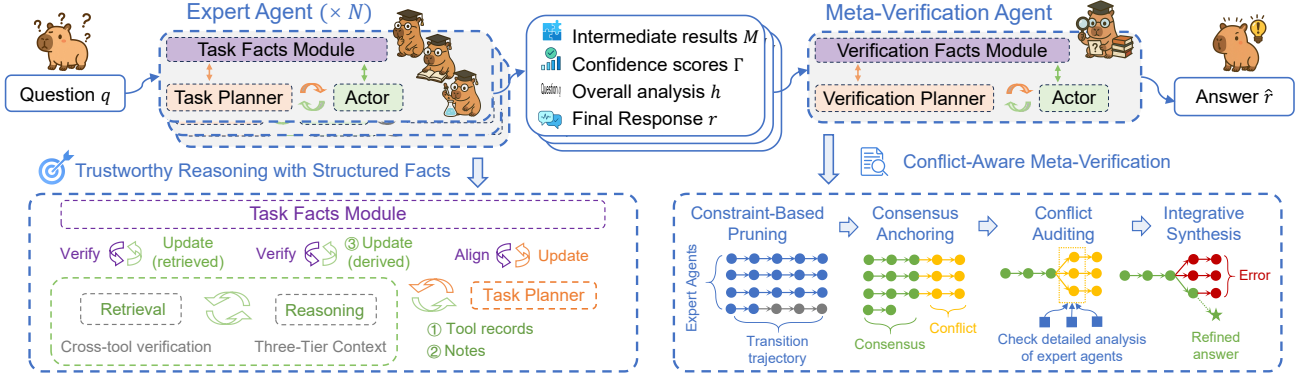 Expert Agent (× N)
Meta-Verification Agent
? ? ? ? ?
Question q
Task Facts Module
Task Planner
Actor
Intermediate results M
Confidence scores Γ
Question q
Overall analysis h
Final Response r
Verification Facts Module
Verification Planner
Actor
?
Answer r̂
Trustworthy Reasoning with Structured Facts
Conflict-Aware Meta-Verification
Task Facts Module
Verify
Update
(retrieved)
Verify
③ Update
(derived)
Align
Update
Retrieval
Reasoning
Task Planner
Cross-tool verification
Three-Tier Context
① Tool records
② Notes
Constraint-Based
Pruning
Consensus
Anchoring
Conflict
Auditing
Integrative
Synthesis
Expert Agents
Transition
trajectory
Consensus
Conflict
Check detailed analysis
of expert agents
Error
Refined
answer